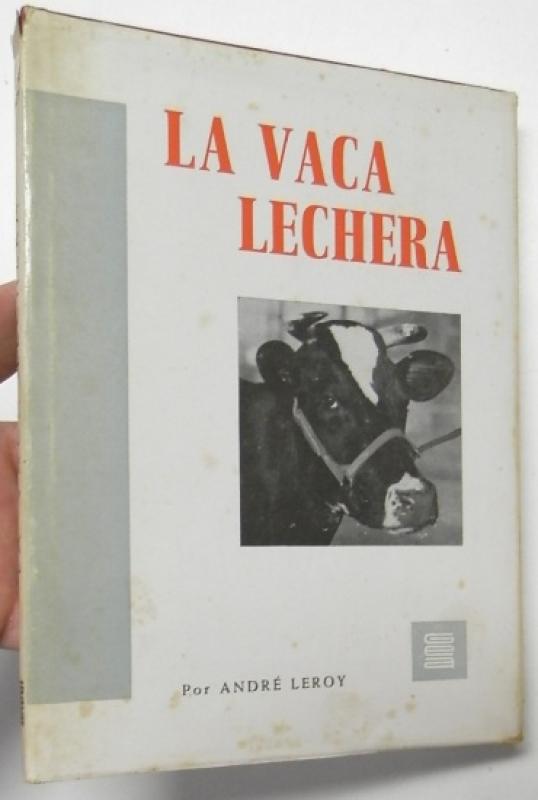 LA VACA
LECHERA
Por ANDRÉ LEROY